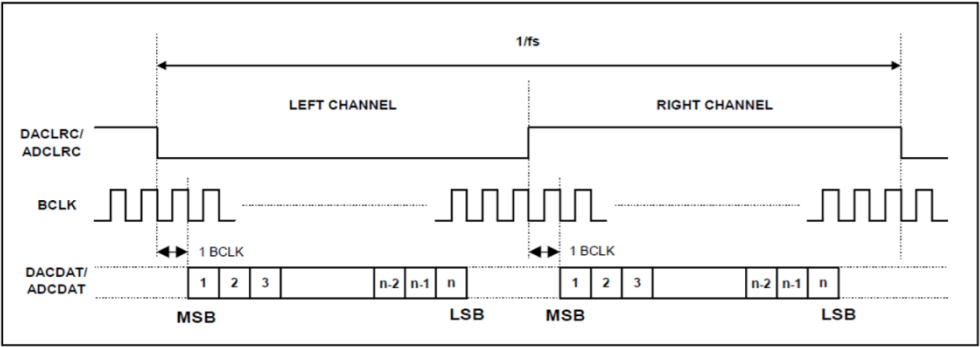 1/fs
LEFT CHANNEL
RIGHT CHANNEL
DACLRC/
ADCLRC
BCLK
1 BCLK
1 BCLK
DACDAT/
ADCDAT
1 2 3 n-2 n-1 n
1 2 3 n-2 n-1 n
MSB
LSB
MSB
LSB